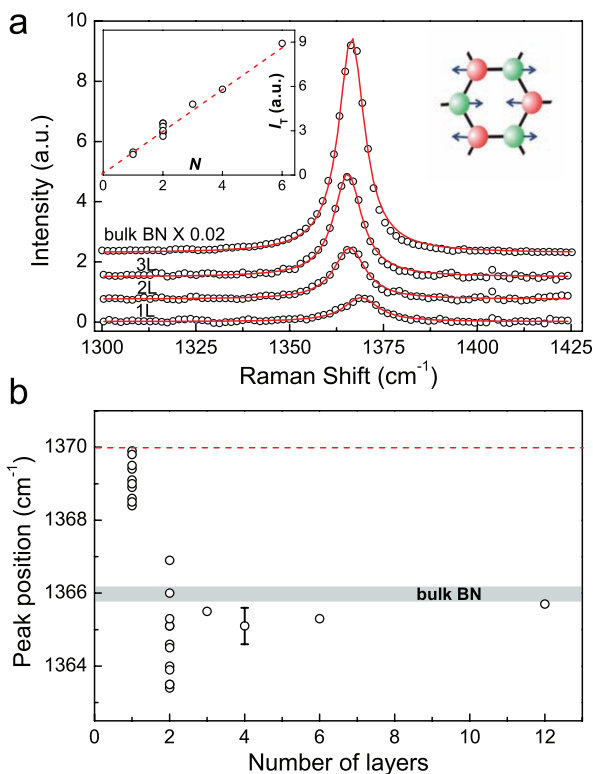 a
10
8
6
4
2
0
Intensity (a.u.)
9
6
3
0
I_T (a.u.)
N
0 2 4 6
bulk BN X 0.02
3L
2L
1L
1300 1325 1350 1375 1400 1425
Raman Shift (cm⁻¹)
b
1370
1368
1366
1364
Peak position (cm⁻¹)
bulk BN
0 2 4 6 8 10 12
Number of layers